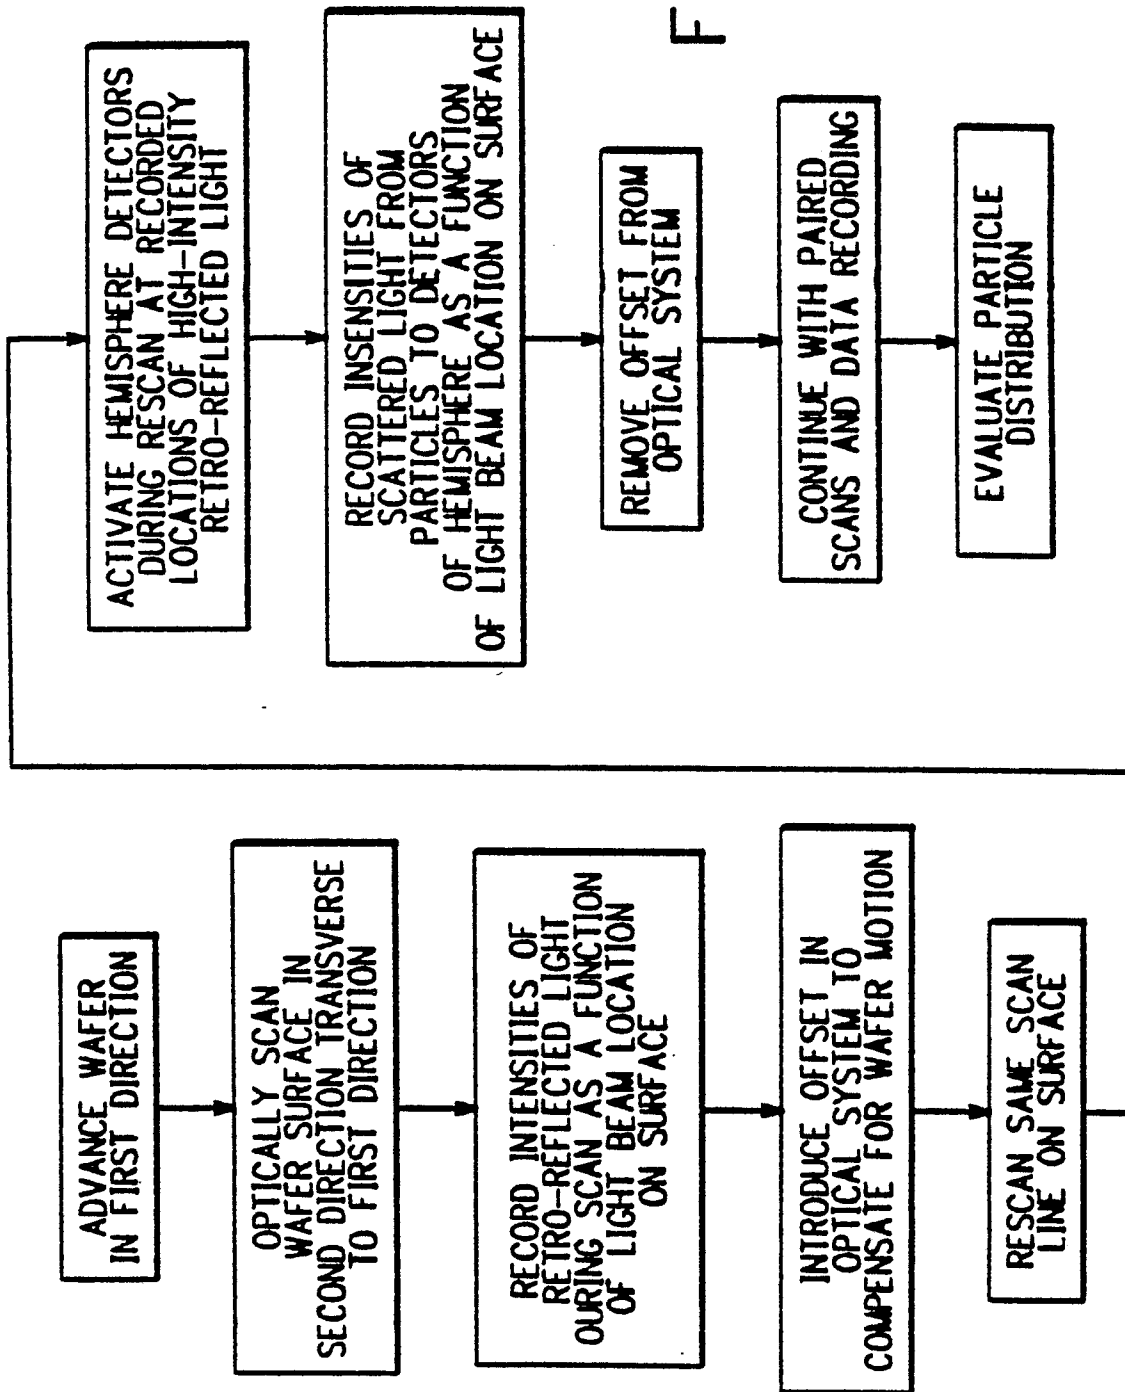 ADVANCE WAFER
IN FIRST DIRECTION
OPTICALLY SCAN
WAFER SURFACE IN
SECOND DIRECTION TRANSVERSE
TO FIRST DIRECTION
RECORD INTENSITIES OF
RETRO-REFLECTED LIGHT
OURING SCAN AS A FUNCTION
OF LIGHT BEAM LOCATION
ON SURFACE
INTRODUCE OFFSET IN
OPTICAL SYSTEM TO
COMPENSATE FOR WAFER MOTION
RESCAN SAME SCAN
LINE ON SURFACE
ACTIVATE HEMISPHERE DETECTORS
DURING RESCAN AT RECORDED
LOCATIONS OF HIGH-INTENSITY
RETRO-REFLECTED LIGHT
RECORD INSENSITIES OF
SCATTERED LIGHT FROM
PARTICLES TO DETECTORS
OF HEMISPHERE AS A FUNCTION
OF LIGHT BEAM LOCATION ON SURFACE
REMOVE OFFSET FROM
OPTICAL SYSTEM
CONTINUE WITH PAIRED
SCANS AND DATA RECORDING
EVALUATE PARTICLE
DISTRIBUTION
F